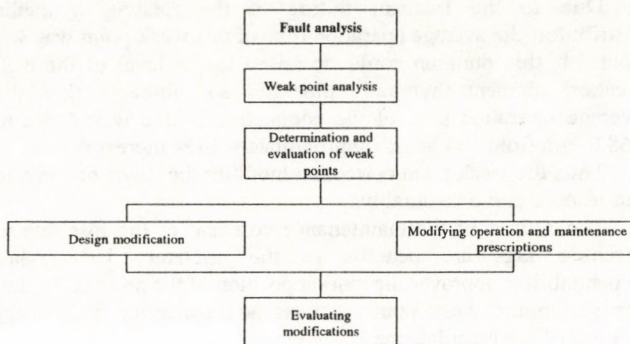 Fault analysis
Weak point analysis
Determination and
evaluation of weak
points
Design modification
Modifying operation and maintenance
prescriptions
Evaluating
modifications